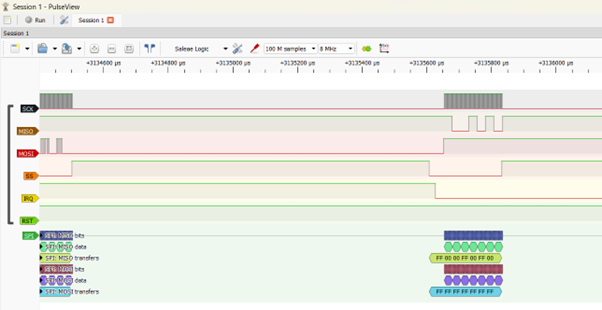 Session 1 - PulseView
Run
Session 1
Session 1
Saleae Logic
100 M samples
8 MHz
+3134600 µs
+3134800 µs
+3135000 µs
+3135200 µs
+3135400 µs
+3135600 µs
+3135800 µs
+3136000 µs
SCK
MISO
MOSI
SS
IRQ
RST
SPI
SPI: MISO bits
SPI: MISO data
SPI: MISO transfers
FF 00 00 FF 00 FF 00
SPI: MOSI bits
SPI: MOSI data
SPI: MOSI transfers
FF FF FF FF FF FF FF